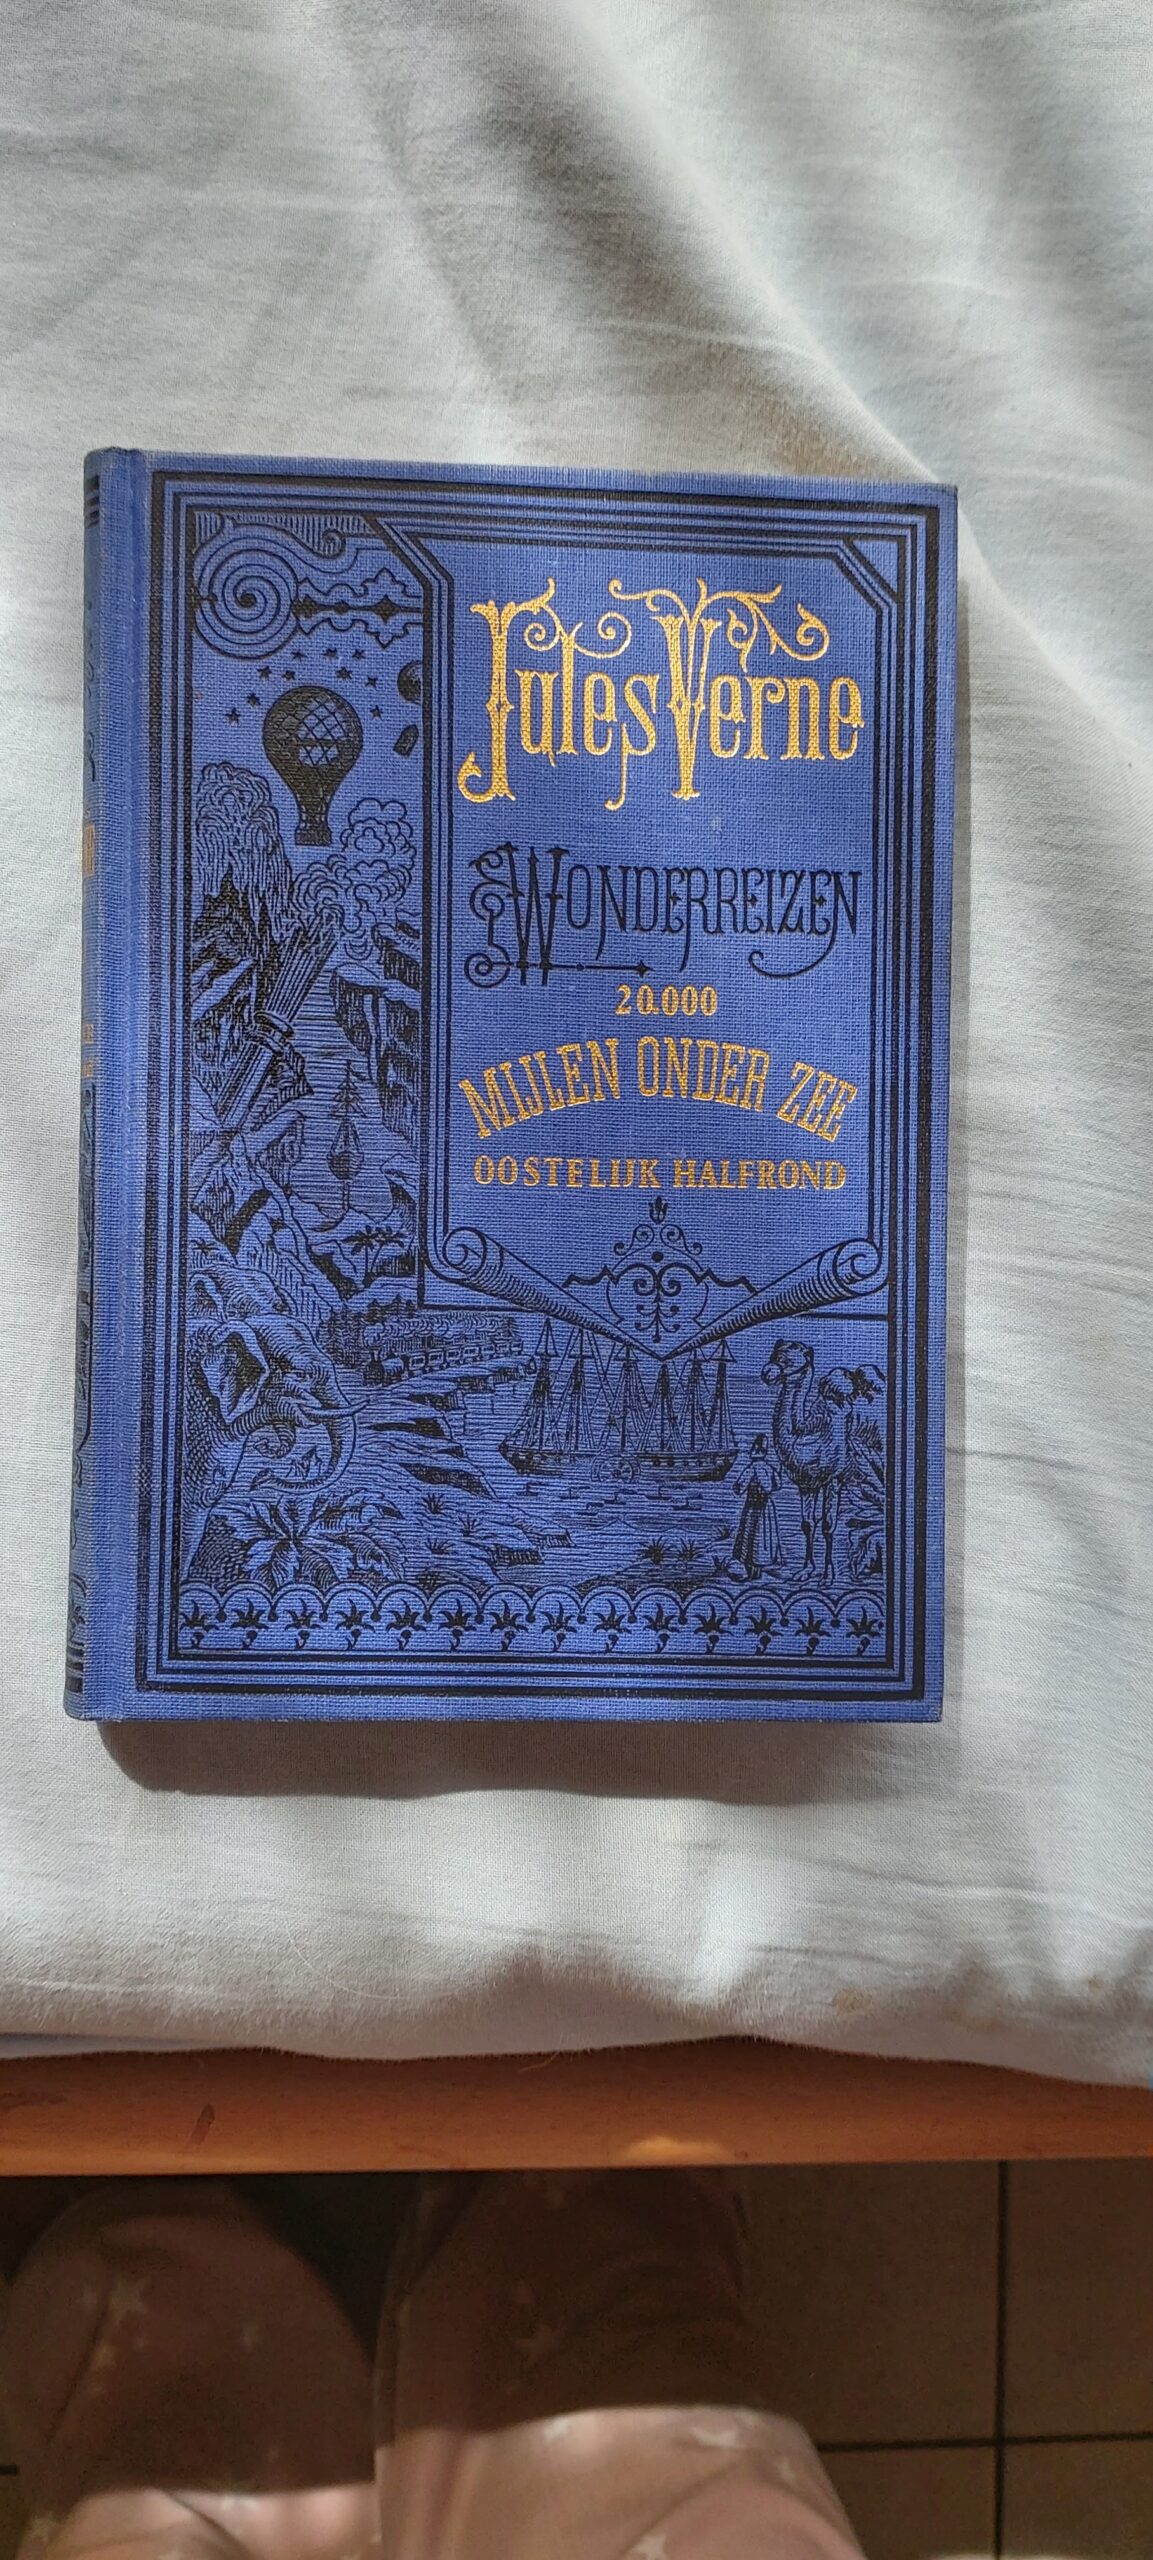 Jules Verne
WONDERREIZEN
20.000
MIJLEN ONDER ZEE
OOSTELIJK HALFROND